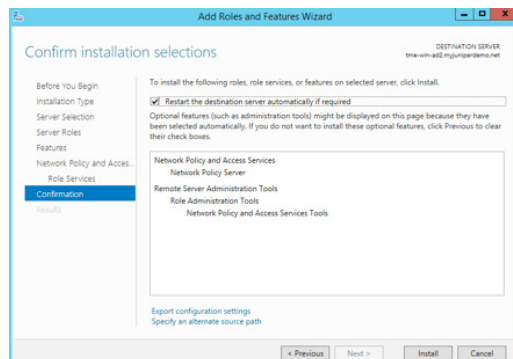 Add Roles and Features Wizard
Confirm installation selections
DESTINATION SERVER
tme-win-ad2.myjuniperdemo.net
Before You Begin
Installation Type
Server Selection
Server Roles
Features
Network Policy and Acces...
Role Services
Confirmation
Results
To install the following roles, role services, or features on selected server, click Install.
Restart the destination server automatically if required
Optional features (such as administration tools) might be displayed on this page because they have
been selected automatically. If you do not want to install these optional features, click Previous to clear
their check boxes.
Network Policy and Access Services
Network Policy Server
Remote Server Administration Tools
Role Administration Tools
Network Policy and Access Services Tools
Export configuration settings
Specify an alternate source path
< Previous
Next >
Install
Cancel